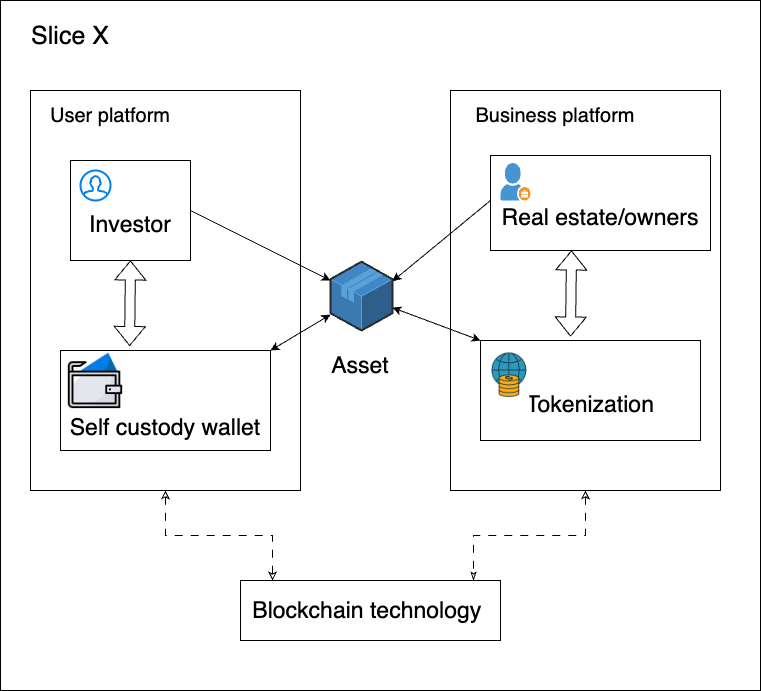 Slice X
User platform
Business platform
Investor
Real estate/owners
Asset
Self custody wallet
Tokenization
Blockchain technology